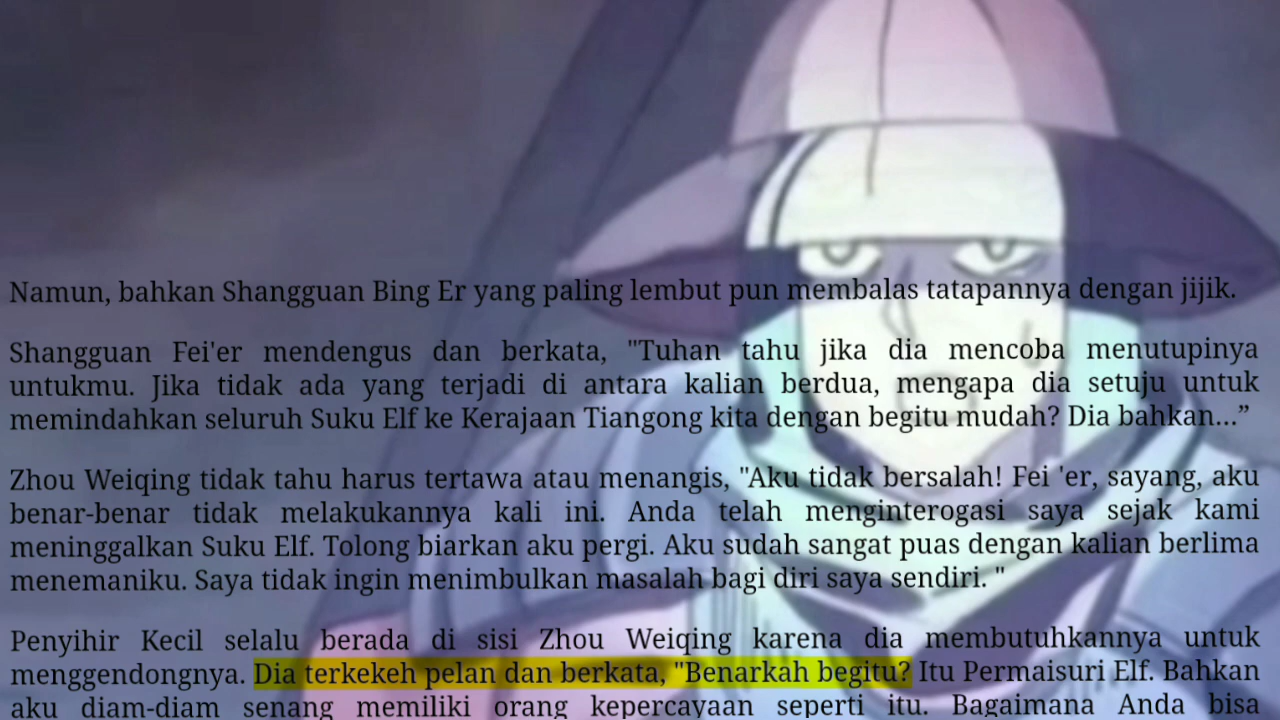 Namun, bahkan Shangguan Bing Er yang paling lembut pun membalas tatapannya dengan jijik.
Shangguan Fei'er mendengus dan berkata, "Tuhan tahu jika dia mencoba menutupinya
untukmu. Jika tidak ada yang terjadi di antara kalian berdua, mengapa dia setuju untuk
memindahkan seluruh Suku Elf ke Kerajaan Tiangong kita dengan begitu mudah? Dia bahkan...”
Zhou Weiqing tidak tahu harus tertawa atau menangis, "Aku tidak bersalah! Fei 'er, sayang, aku
benar-benar tidak melakukannya kali ini. Anda telah menginterogasi saya sejak kami
meninggalkan Suku Elf. Tolong biarkan aku pergi. Aku sudah sangat puas dengan kalian berlima
menemaniku. Saya tidak ingin menimbulkan masalah bagi diri saya sendiri. "
Penyihir Kecil selalu berada di sisi Zhou Weiqing karena dia membutuhkannya untuk
menggendongnya. Dia terkekeh pelan dan berkata, "Benarkah begitu? Itu Permaisuri Elf. Bahkan
aku diam-diam senang memiliki orang kepercayaan seperti itu. Bagaimana Anda bisa